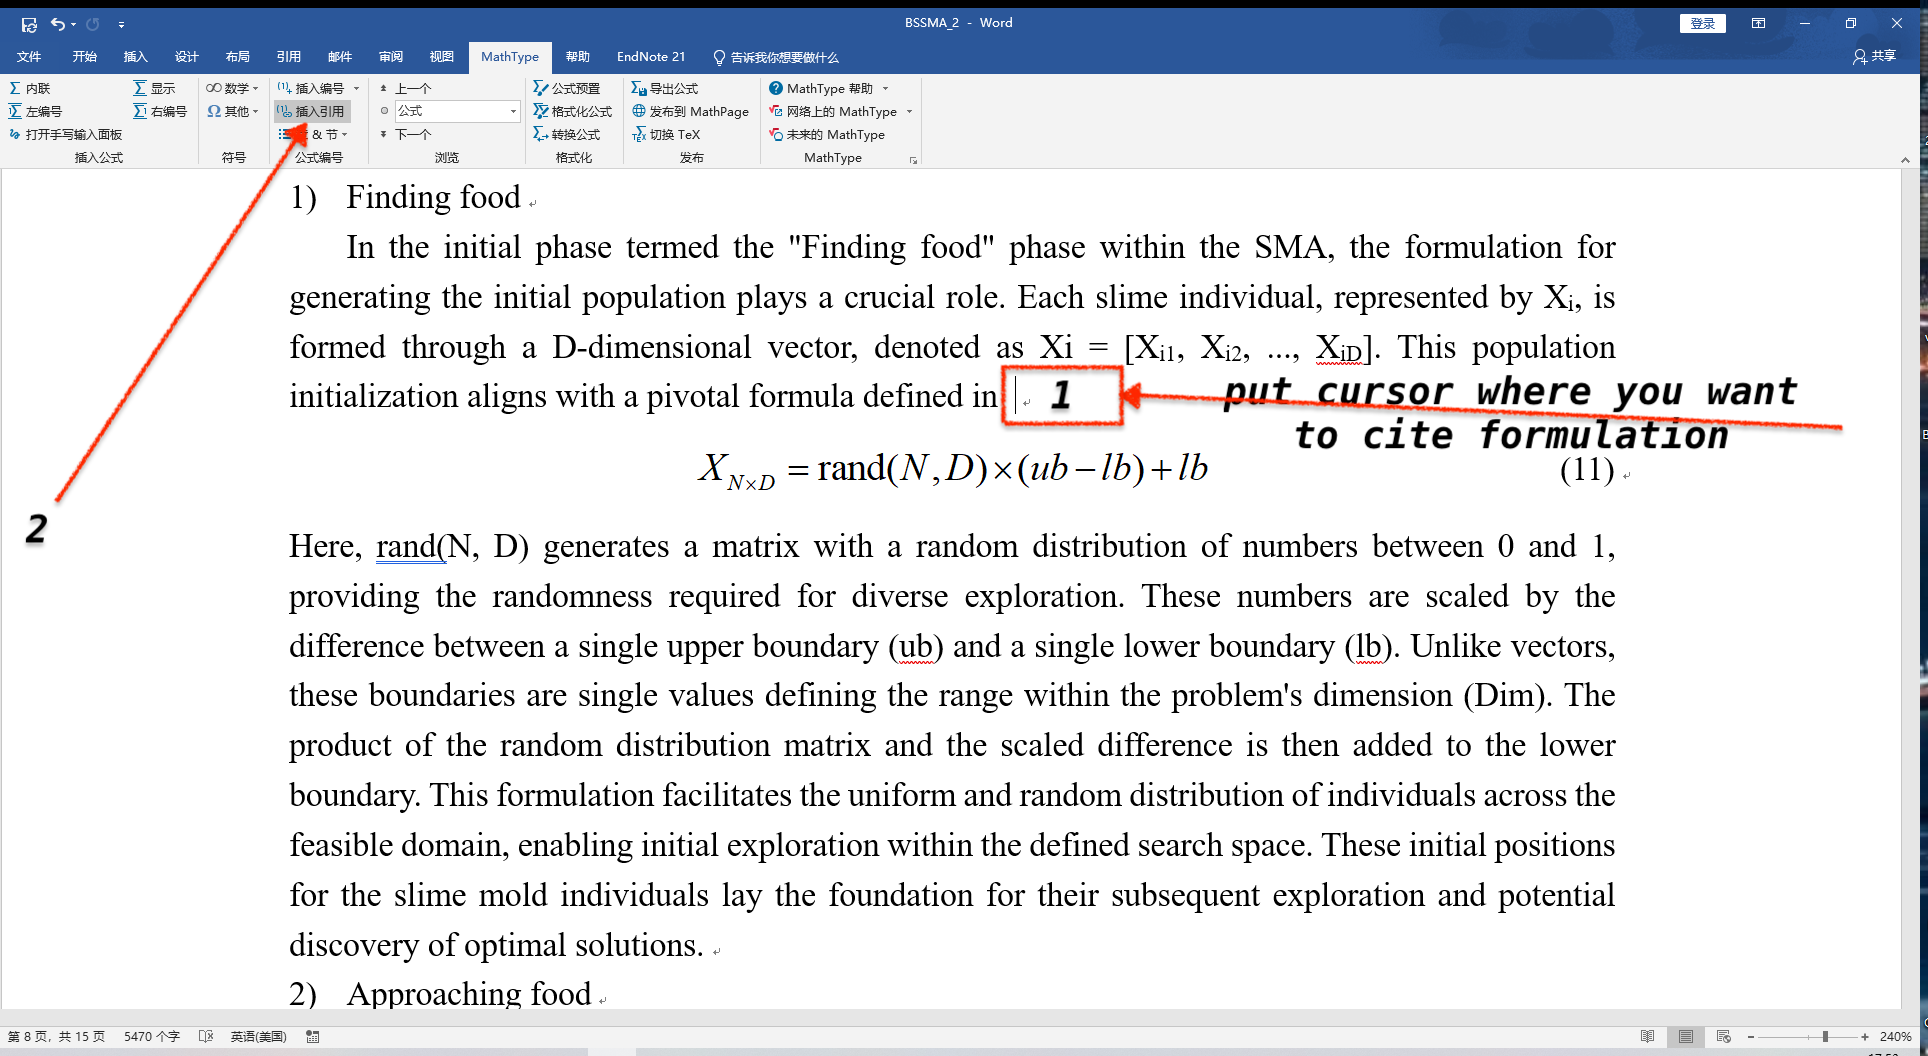 BSSMA_2 - Word
登录
文件 开始 插入 设计 布局 引用 邮件 审阅 视图 MathType 帮助 EndNote 21 告诉我你想要做什么 共享
内联 显示 数学 插入编号 上一个 公式预置 导出公式 MathType 帮助
左编号 右编号 其他 插入引用 公式 格式化公式 发布到 MathPage 网络上的 MathType
打开手写输入面板 & 节 下一个 转换公式 切换 TeX 未来的 MathType
插入公式 符号 公式编号 浏览 格式化 发布 MathType
1) Finding food
In the initial phase termed the "Finding food" phase within the SMA, the formulation for
generating the initial population plays a crucial role. Each slime individual, represented by Xi, is
formed through a D-dimensional vector, denoted as Xi = [Xi1, Xi2, ..., XiD]. This population
initialization aligns with a pivotal formula defined in
1
put cursor where you want
to cite formulation
X_{N×D} = rand(N,D)×(ub−lb)+lb (11)
2
Here, rand(N, D) generates a matrix with a random distribution of numbers between 0 and 1,
providing the randomness required for diverse exploration. These numbers are scaled by the
difference between a single upper boundary (ub) and a single lower boundary (lb). Unlike vectors,
these boundaries are single values defining the range within the problem's dimension (Dim). The
product of the random distribution matrix and the scaled difference is then added to the lower
boundary. This formulation facilitates the uniform and random distribution of individuals across the
feasible domain, enabling initial exploration within the defined search space. These initial positions
for the slime mold individuals lay the foundation for their subsequent exploration and potential
discovery of optimal solutions.
2) Approaching food
第 8 页，共 15 页 5470 个字 英语(美国) 240%